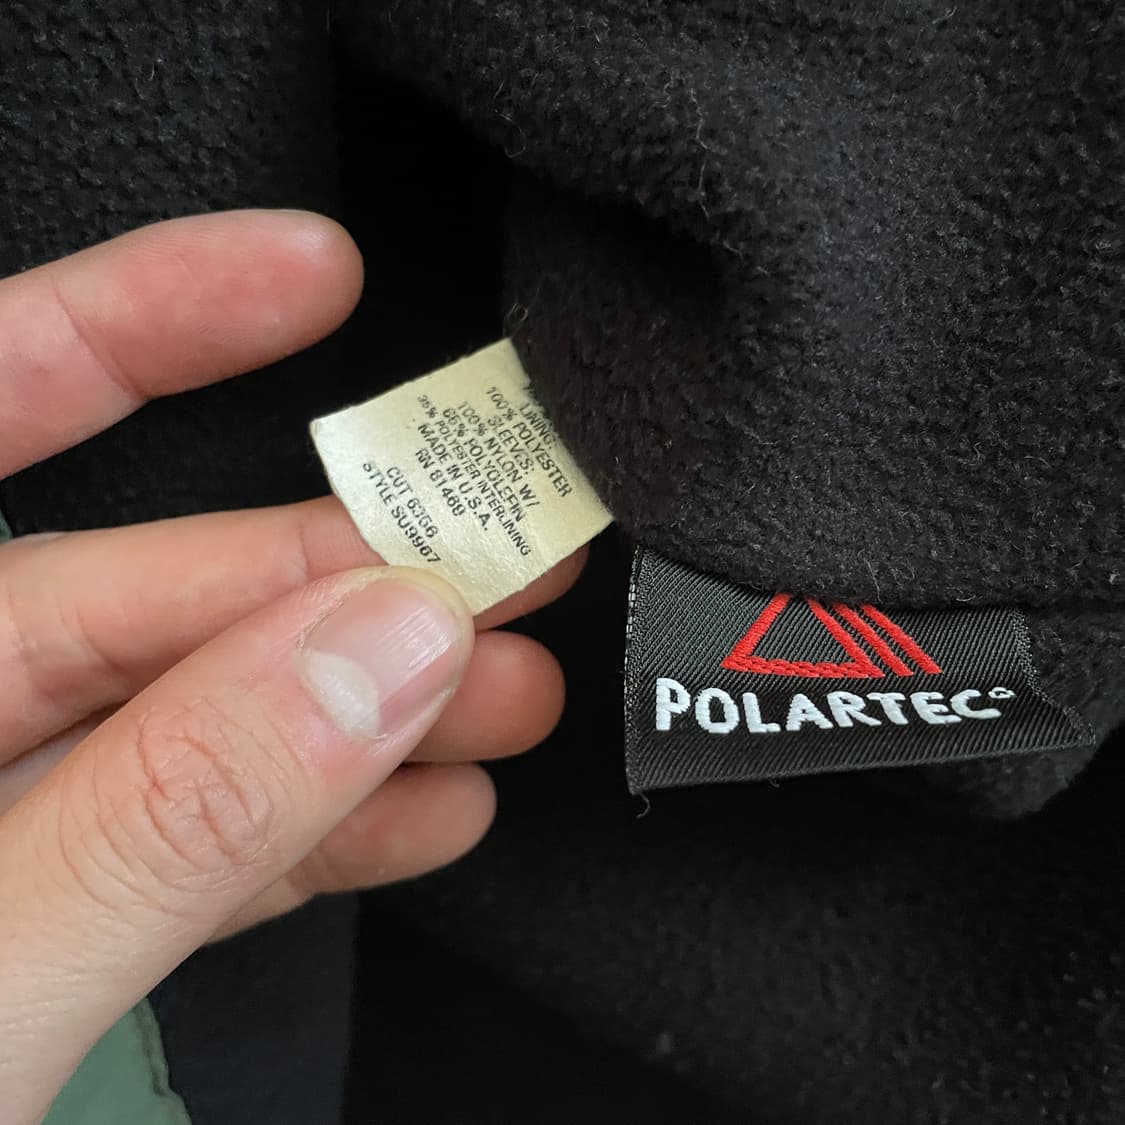 LINING:
100% POLYESTER
SLEEVES:
100% NYLON W/
65% POLYOLEFIN
35% POLYESTER INTERLINING
MADE IN U.S.A.
RN 81468
CUT 6366
STYLE SU9967
POLARTEC